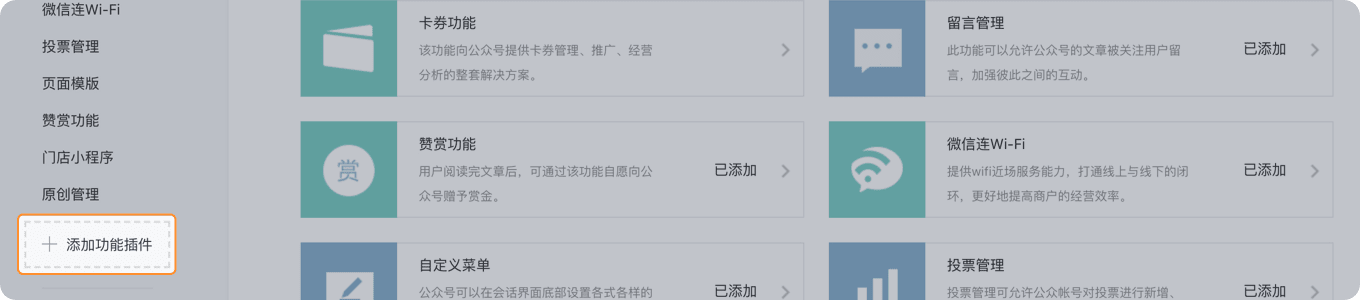 微信连Wi-Fi
投票管理
页面模版
赞赏功能
门店小程序
原创管理
添加功能插件
卡券功能
该功能向公众号提供卡券管理、推广、经营
分析的整套解决方案。
留言管理
此功能可以允许公众号的文章被关注用户留
言，加强彼此之间的互动。
已添加
赏
赞赏功能
用户阅读完文章后，可通过该功能自愿向公
众号赠予赏金。
已添加
微信连Wi-Fi
提供wifi近场服务能力，打通线上与线下的闭
环，更好地提高商户的经营效率。
已添加
自定义菜单
公众号可以在会话界面底部设置各式各样的
已添加
投票管理
投票管理可允许公众帐号对投票进行新增、
已添加